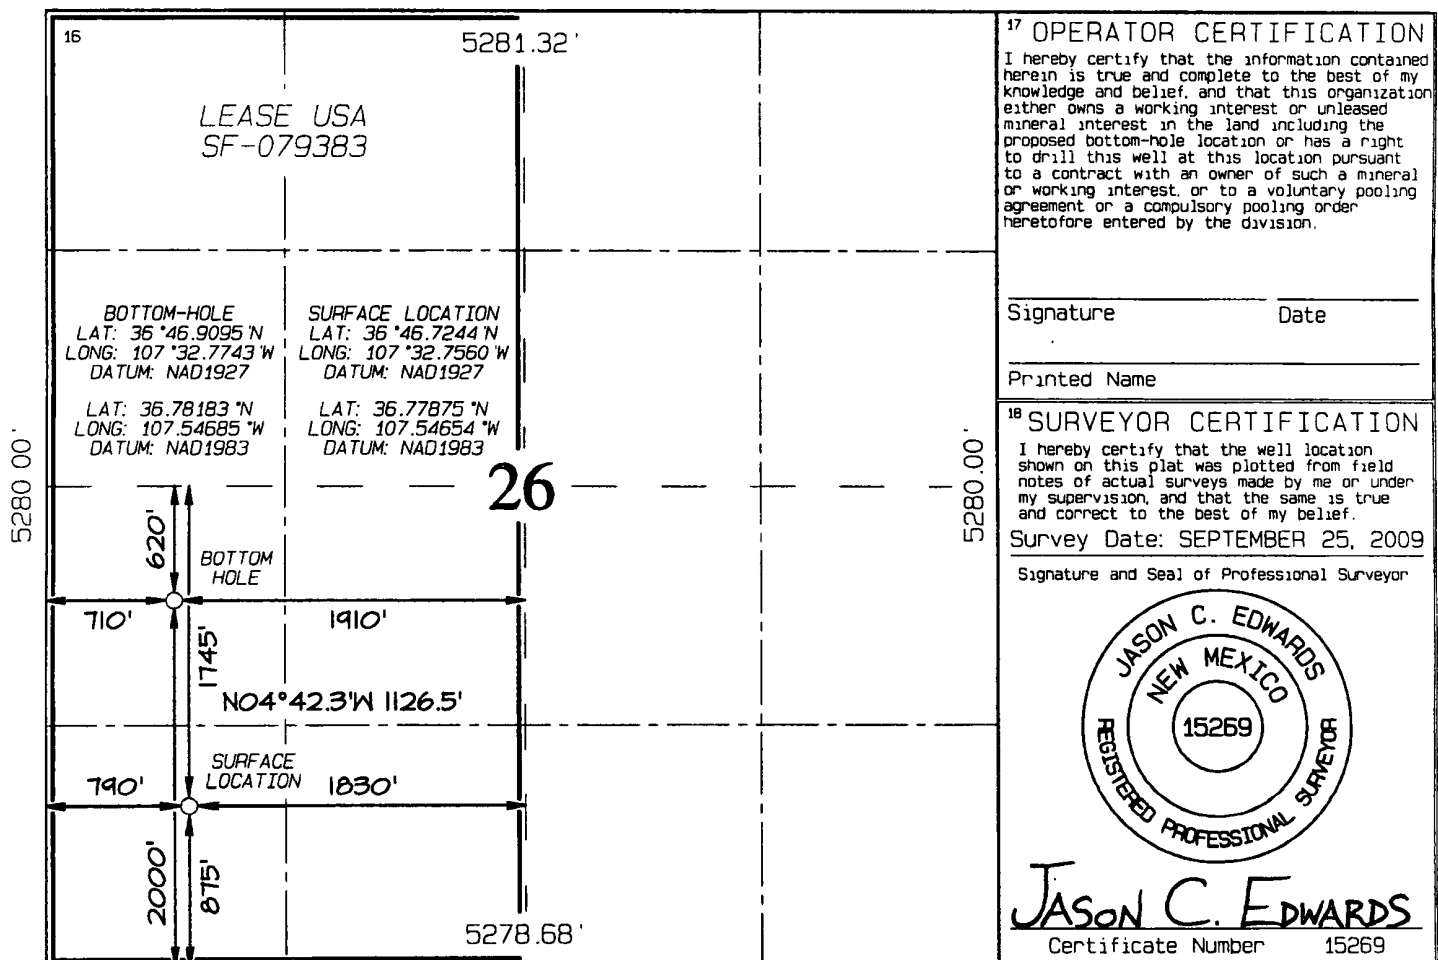 16
5281.32'
LEASE USA
SF-079383
BOTTOM-HOLE
LAT: 36°46.9095'N
LONG: 107°32.7743'W
DATUM: NAD1927
LAT: 36.78183°N
LONG: 107.54685°W
DATUM: NAD1983
SURFACE LOCATION
LAT: 36°46.7244'N
LONG: 107°32.7560'W
DATUM: NAD1927
LAT: 36.77875°N
LONG: 107.54654°W
DATUM: NAD1983
5280 00'
26
5280.00'
620'
BOTTOM
HOLE
710'
1910'
1745'
N04°42.3'W 1126.5'
SURFACE
LOCATION
790'
1830'
2000'
875'
5278.68'
17 OPERATOR CERTIFICATION
I hereby certify that the information contained
herein is true and complete to the best of my
knowledge and belief, and that this organization
either owns a working interest or unleased
mineral interest in the land including the
proposed bottom-hole location or has a right
to drill this well at this location pursuant
to a contract with an owner of such a mineral
or working interest, or to a voluntary pooling
agreement or a compulsory pooling order
heretofore entered by the division.
Signature Date
Printed Name
18 SURVEYOR CERTIFICATION
I hereby certify that the well location
shown on this plat was plotted from field
notes of actual surveys made by me or under
my supervision, and that the same is true
and correct to the best of my belief.
Survey Date: SEPTEMBER 25, 2009
Signature and Seal of Professional Surveyor
JASON C. EDWARDS
NEW MEXICO
15269
REGISTERED PROFESSIONAL SURVEYOR
JASON C. EDWARDS
Certificate Number 15269